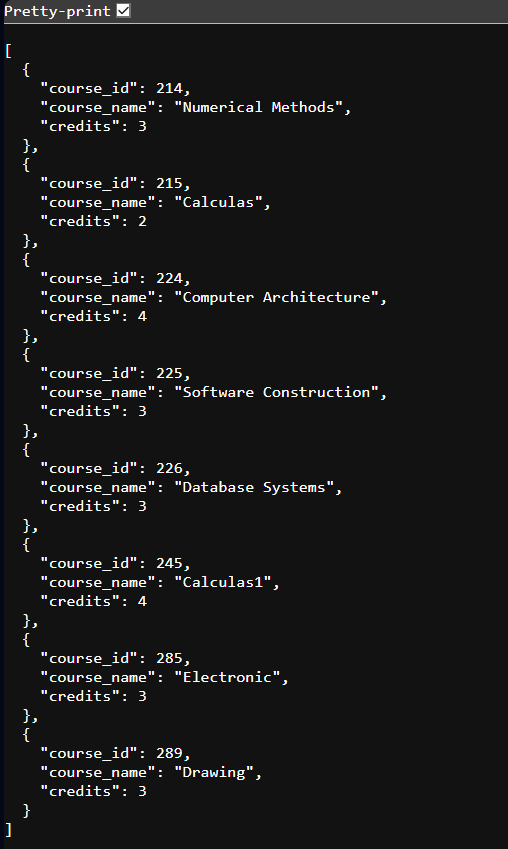 Pretty-print
[
  {
    "course_id": 214,
    "course_name": "Numerical Methods",
    "credits": 3
  },
  {
    "course_id": 215,
    "course_name": "Calculas",
    "credits": 2
  },
  {
    "course_id": 224,
    "course_name": "Computer Architecture",
    "credits": 4
  },
  {
    "course_id": 225,
    "course_name": "Software Construction",
    "credits": 3
  },
  {
    "course_id": 226,
    "course_name": "Database Systems",
    "credits": 3
  },
  {
    "course_id": 245,
    "course_name": "Calculas1",
    "credits": 4
  },
  {
    "course_id": 285,
    "course_name": "Electronic",
    "credits": 3
  },
  {
    "course_id": 289,
    "course_name": "Drawing",
    "credits": 3
  }
]